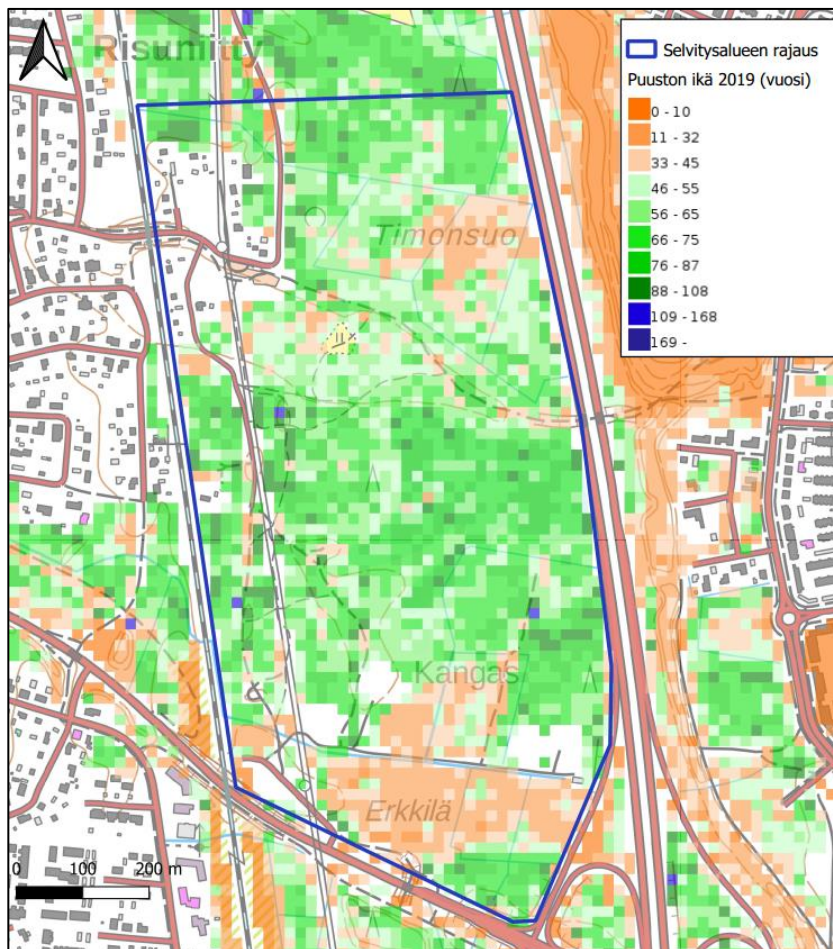 Risuniitty
Selvitysalueen rajaus
Puuston ikä 2019 (vuosi)
0 - 10
11 - 32
33 - 45
46 - 55
56 - 65
66 - 75
76 - 87
88 - 108
109 - 168
169 -
Timonsuo
Kangas
Erkkilä
0 100 200 m